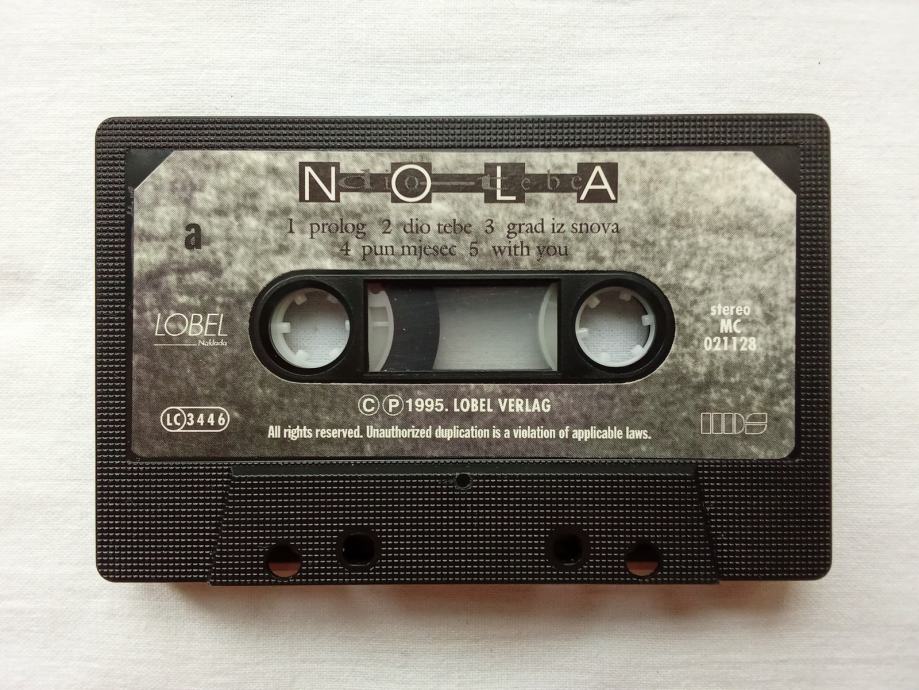 NOLA
dio tebe
1 prolog 2 dio tebe 3 grad iz snova
4 pun mjesec 5 with you
a
LOBEL
Naklada
stereo
MC
021128
LC 3446
© ℗ 1995. LOBEL VERLAG
All rights reserved. Unauthorized duplication is a violation of applicable laws.